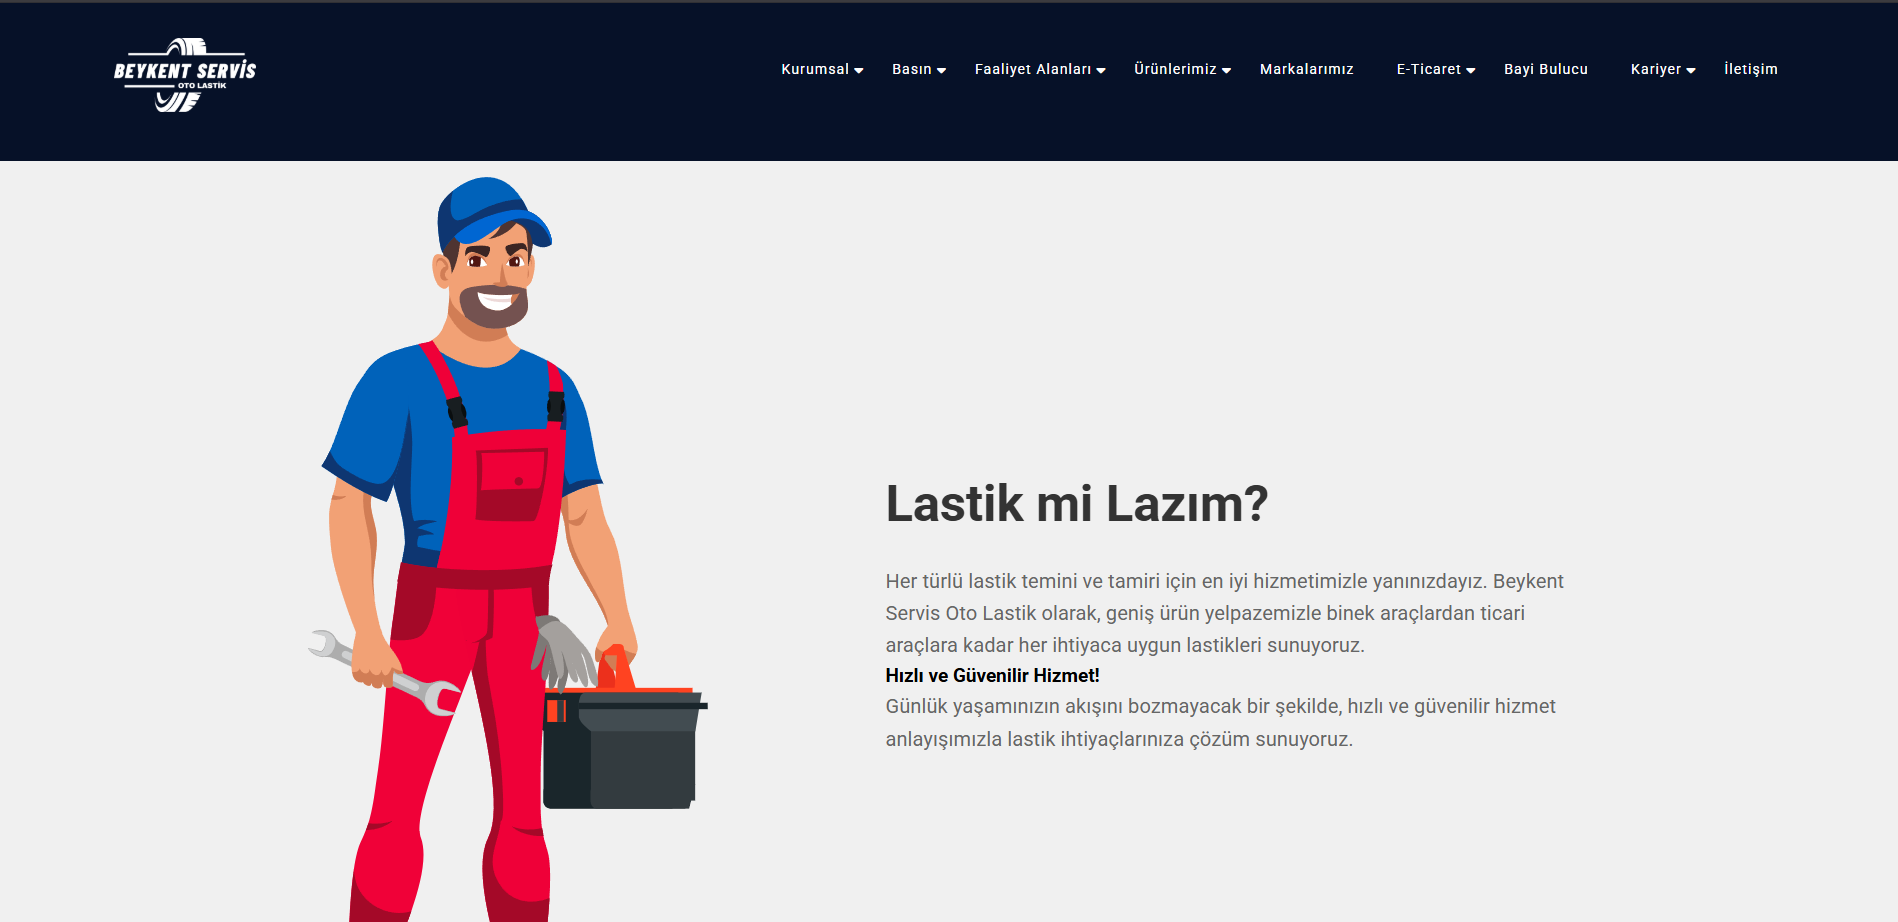 BEYKENT SERVİS
OTO LASTİK
Kurumsal Basın Faaliyet Alanları Ürünlerimiz Markalarımız E-Ticaret Bayi Bulucu Kariyer İletişim
Lastik mi Lazım?
Her türlü lastik temini ve tamiri için en iyi hizmetimizle yanınızdayız. Beykent
Servis Oto Lastik olarak, geniş ürün yelpazemizle binek araçlardan ticari
araçlara kadar her ihtiyaca uygun lastikleri sunuyoruz.
Hızlı ve Güvenilir Hizmet!
Günlük yaşamınızın akışını bozmayacak bir şekilde, hızlı ve güvenilir hizmet
anlayışımızla lastik ihtiyaçlarınıza çözüm sunuyoruz.